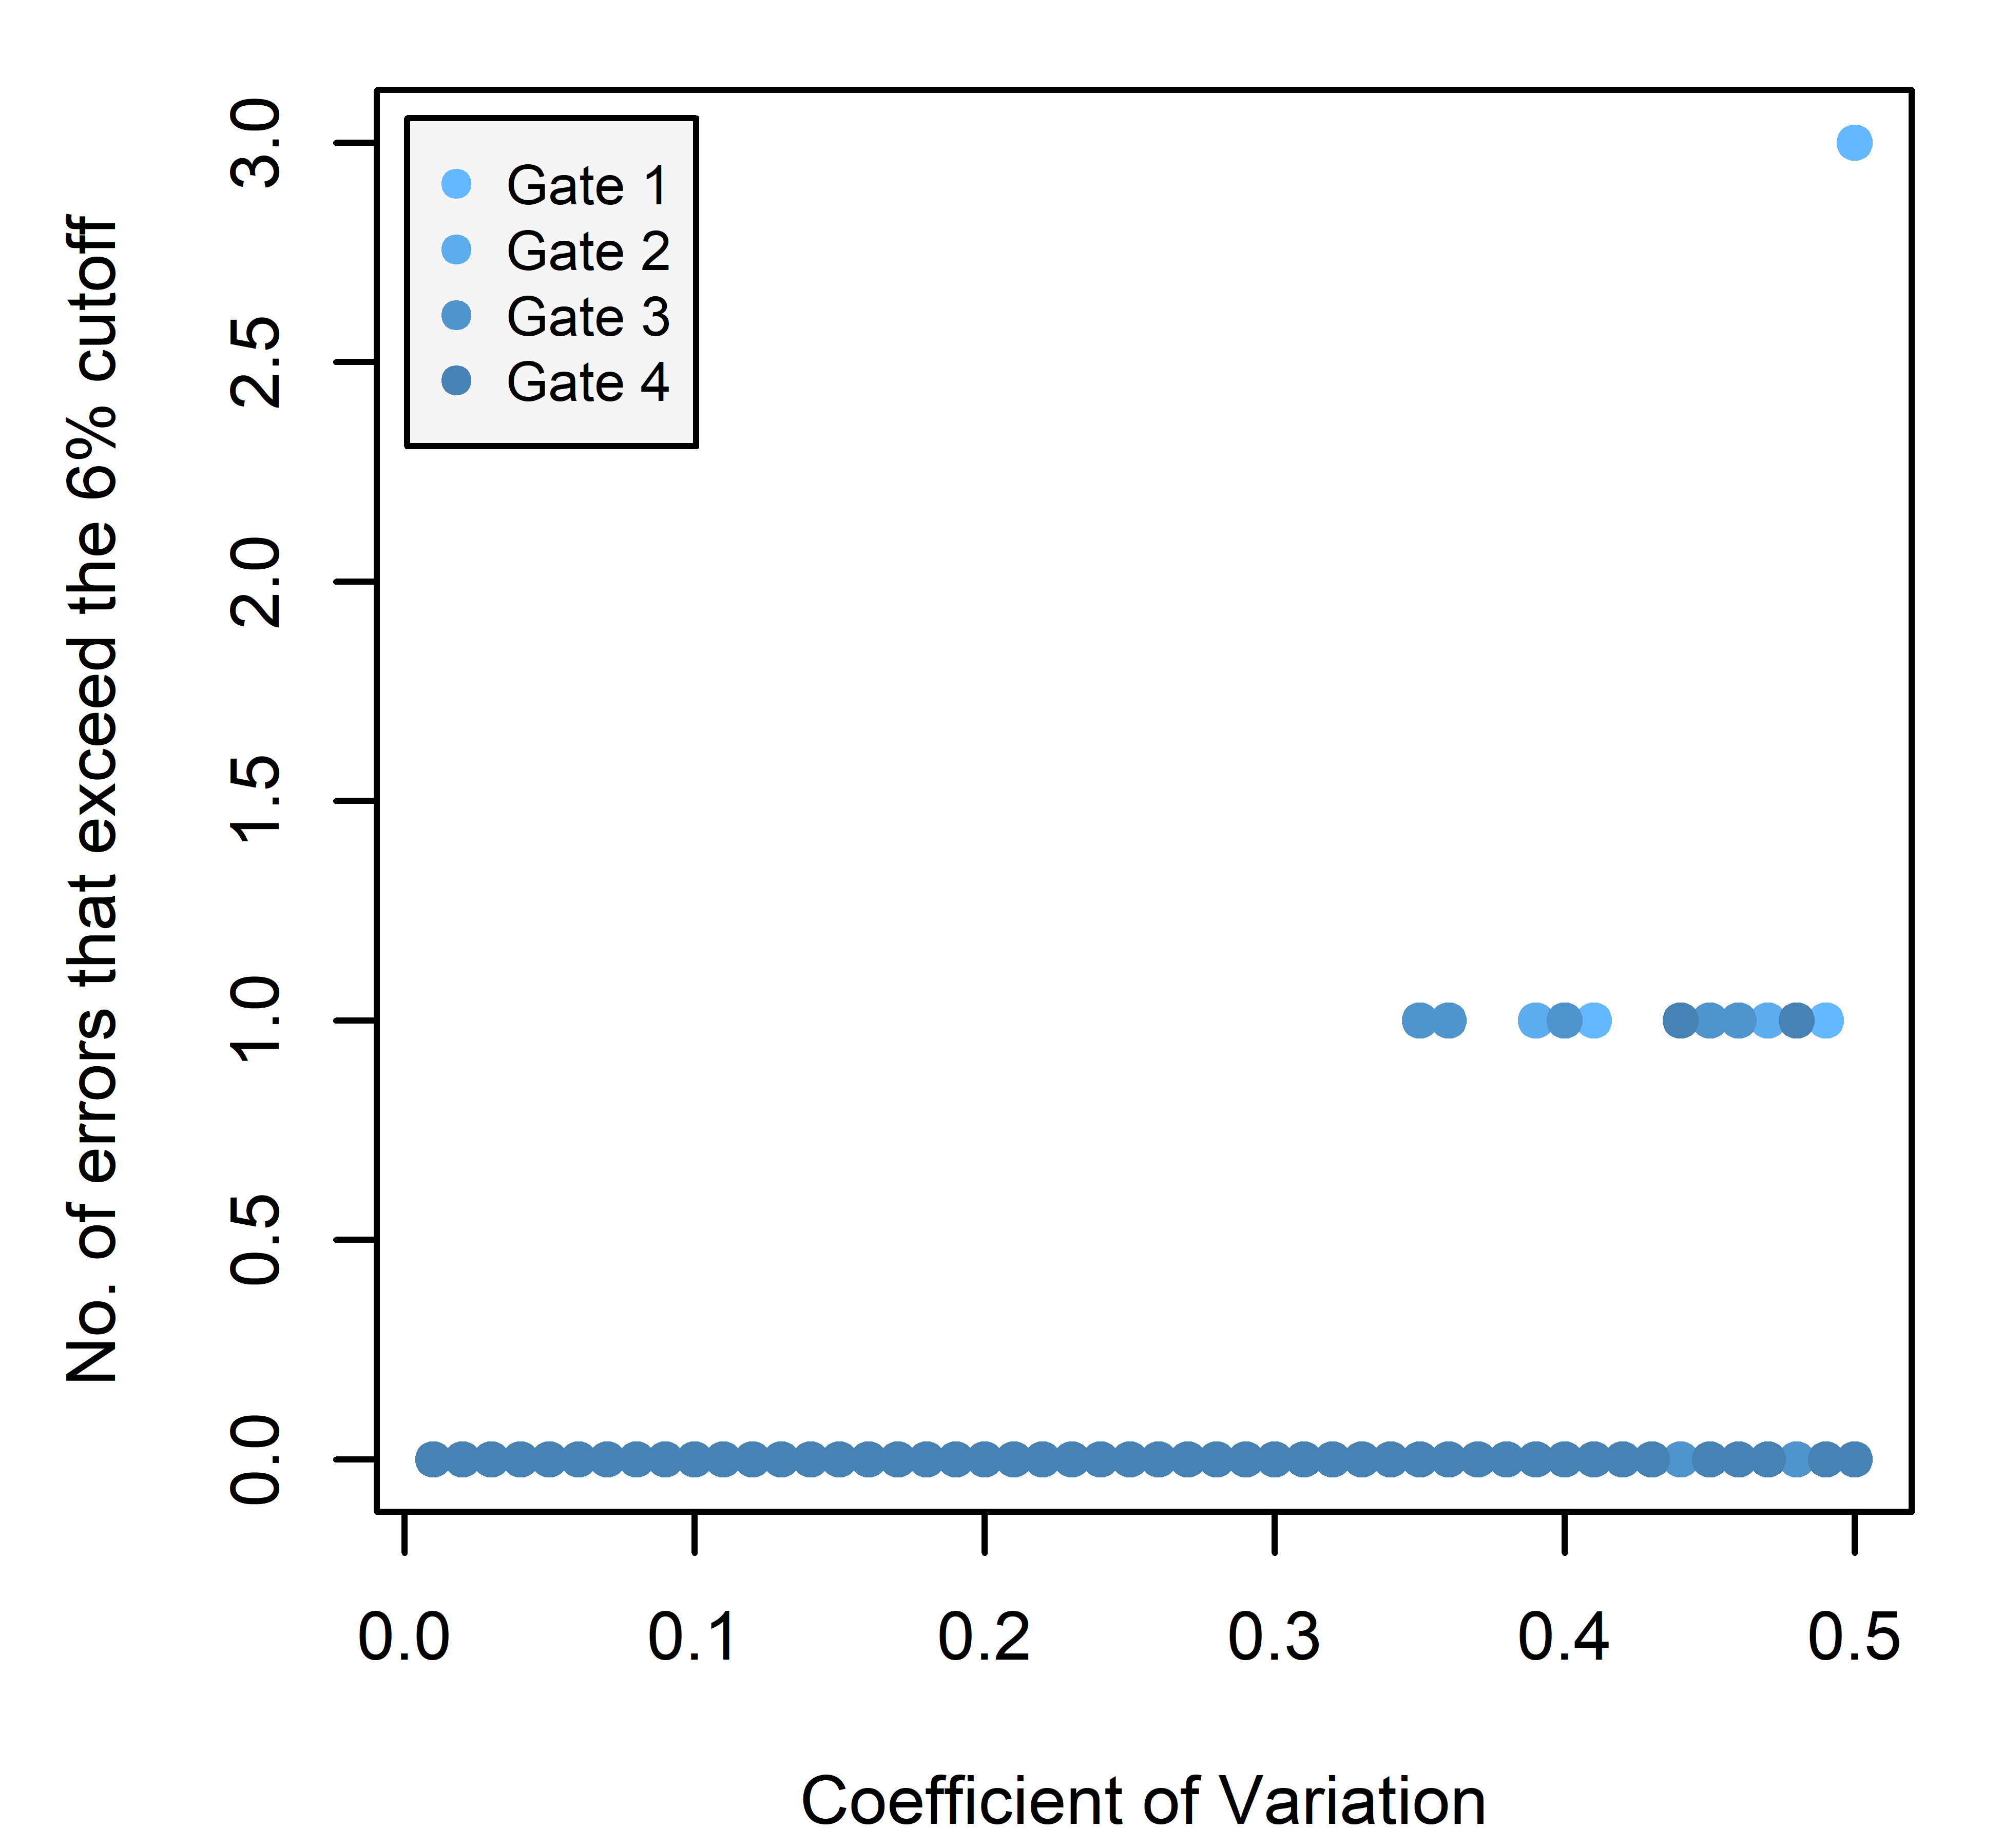 No. of errors that exceed the 6% cutoff
3.0
2.5
2.0
1.5
1.0
0.5
0.0
Gate 1
Gate 2
Gate 3
Gate 4
0.0 0.1 0.2 0.3 0.4 0.5
Coefficient of Variation